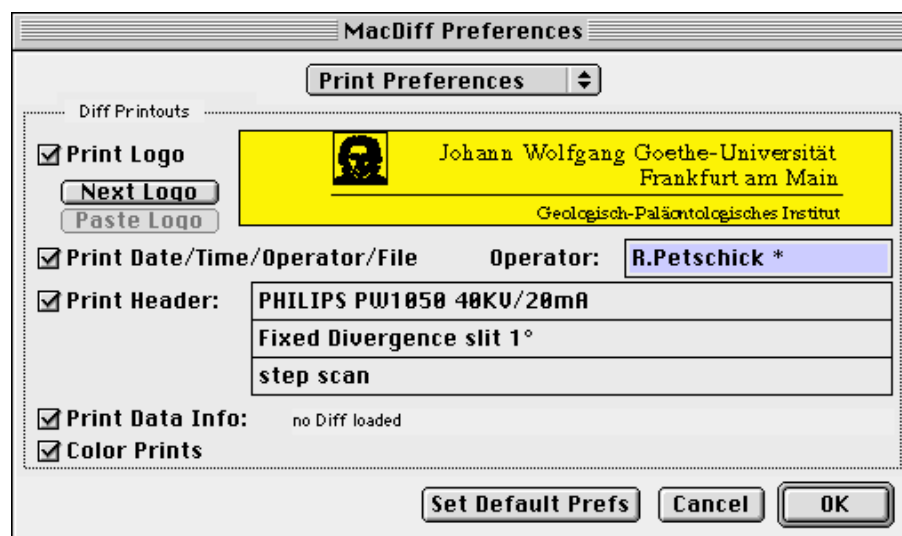 MacDiff Preferences
Print Preferences
Diff Printouts
Print Logo
Johann Wolfgang Goethe-Universität
Frankfurt am Main
Next Logo
Paste Logo
Geologisch-Paläontologisches Institut
Print Date/Time/Operator/File Operator: R.Petschick *
Print Header: PHILIPS PW1050 40KV/20mA
Fixed Divergence slit 1°
step scan
Print Data Info: no Diff loaded
Color Prints
Set Default Prefs Cancel OK